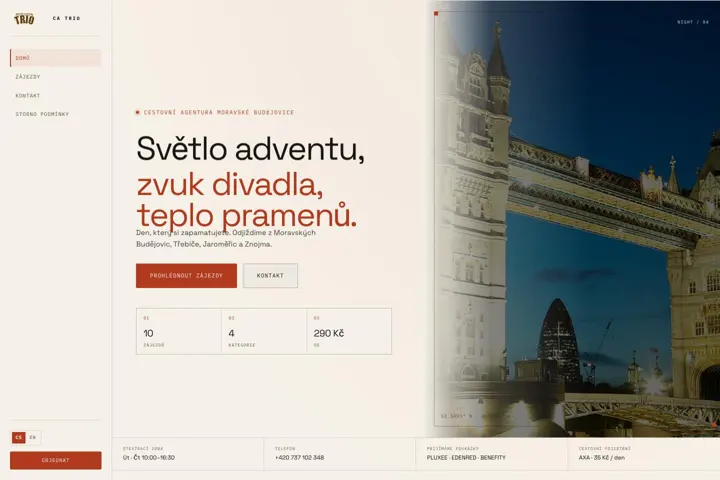 TRIO
CA TRIO
DOMŮ
ZÁJEZDY
KONTAKT
STORNO PODMÍNKY
CS
EN
OBJEDNAT
CESTOVNÍ AGENTURA MORAVSKÉ BUDĚJOVICE
Světlo adventu,
zvuk divadla,
teplo pramenů.
Den, který si zapamatujete. Odjíždíme z Moravských
Budějovic, Třebíče, Jaroměřic a Znojma.
PROHLÉDNOUT ZÁJEZDY
KONTAKT
01
10
ZÁJEZDŮ
02
4
KATEGORIE
03
290 Kč
OD
NIGHT / 04
OTEVÍRACÍ DOBA
Út - Čt 10:00–16:30
TELEFON
+420 737 102 348
PŘIJÍMÁME POUKÁZKY
PLUXEE · EDENRED · BENEFITY
CESTOVNÍ POJIŠTĚNÍ
AXA · 35 Kč / den